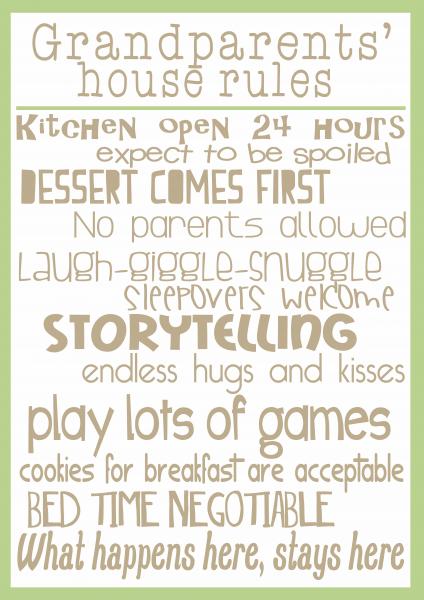 Grandparents'
house rules
Kitchen open 24 Hours
expect to be spoiled
DESSERT COMES FIRST
No parents allowed
Laugh-giggle-snuggle
sleepovers welcome
STORYTELLING
endless hugs and kisses
play lots of games
cookies for breakfast are acceptable
BED TIME NEGOTIABLE
What happens here, stays here